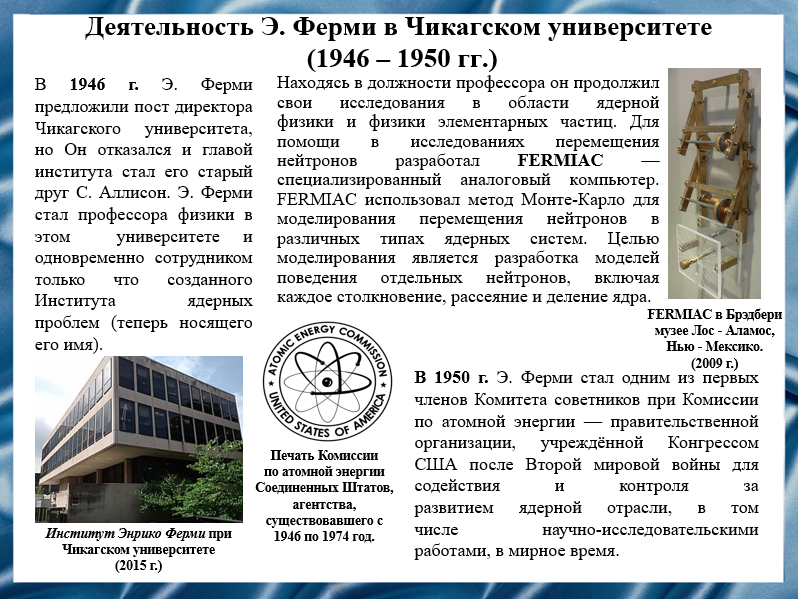 Деятельность Э. Ферми в Чикагском университете
(1946 – 1950 гг.)
В 1946 г. Э. Ферми
предложили пост директора
Чикагского университета,
но Он отказался и главой
института стал его старый
друг С. Аллисон. Э. Ферми
стал профессора физики в
этом университете и
одновременно сотрудником
только что созданного
Института ядерных
проблем (теперь носящего
его имя).
Находясь в должности профессора он продолжил
свои исследования в области ядерной
физики и физики элементарных частиц. Для
помощи в исследованиях перемещения
нейтронов разработал FERMIAC —
специализированный аналоговый компьютер.
FERMIAC использовал метод Монте-Карло для
моделирования перемещения нейтронов в
различных типах ядерных систем. Целью
моделирования является разработка моделей
поведения отдельных нейтронов, включая
каждое столкновение, рассеяние и деление ядра.
FERMIAC в Брэдбери
музее Лос - Аламос,
Нью - Мексико.
(2009 г.)
ATOMIC ENERGY COMMISSION
UNITED STATES OF AMERICA
Печать Комиссии
по атомной энергии
Соединенных Штатов,
агентства,
существовавшего с
1946 по 1974 год.
В 1950 г. Э. Ферми стал одним из первых
членов Комитета советников при Комиссии
по атомной энергии — правительственной
организации, учреждённой Конгрессом
США после Второй мировой войны для
содействия и контроля за
развитием ядерной отрасли, в том
числе научно-исследовательскими
работами, в мирное время.
Институт Энрико Ферми при
Чикагском университете
(2015 г.)